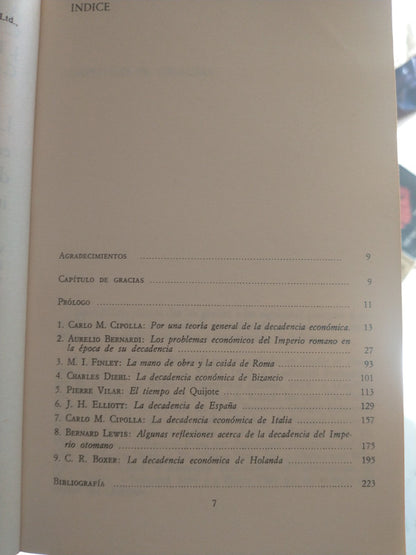 Ltd.,
INDICE
AGRADECIMIENTOS 9
CAPÍTULO DE GRACIAS 9
PRÓLOGO 11
1. CARLO M. CIPOLLA: Por una teoría general de la decadencia económica. 13
2. AURELIO BERNARDI: Los problemas económicos del Imperio romano en
la época de su decadencia 27
3. M. I. FINLEY: La mano de obra y la caída de Roma 93
4. CHARLES DIEHL: La decadencia económica de Bizancio 101
5. PIERRE VILAR: El tiempo del Quijote 113
6. J. H. ELLIOTT: La decadencia de España 129
7. CARLO M. CIPOLLA: La decadencia económica de Italia 157
8. BERNARD LEWIS: Algunas reflexiones acerca de la decadencia del Impe-
rio otomano 175
9. C. R. BOXER: La decadencia económica de Holanda 195
BIBLIOGRAFÍA 223
7